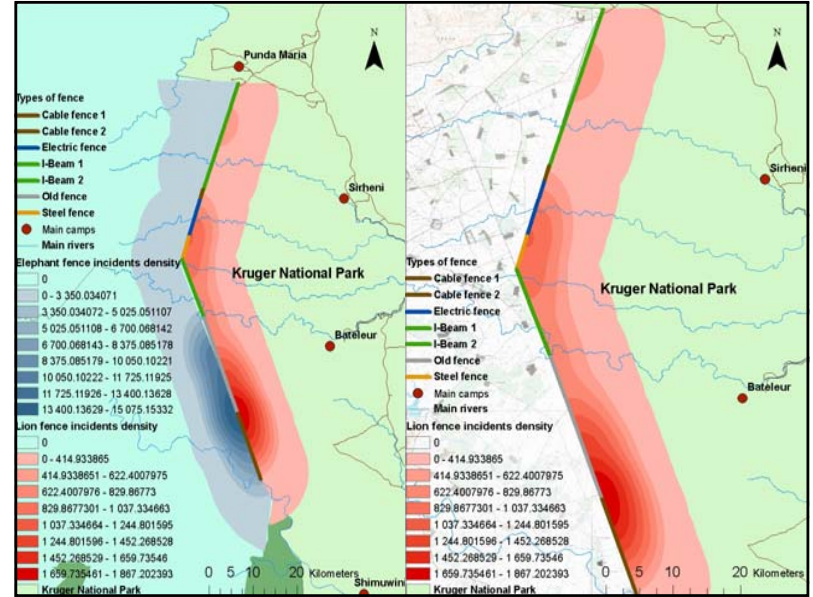 N
Punda Maria
Types of fence
Cable fence 1
Cable fence 2
Electric fence
I-Beam 1
I-Beam 2
Old fence
Steel fence
Main camps
Main rivers
Sirheni
Elephant fence incidents density
0
0 - 3 350.034071
3 350.034072 - 5 025.051107
5 025.051108 - 6 700.068142
6 700.068143 - 8 375.085178
8 375.085179 - 10 050.10221
10 050.10222 - 11 725.11925
11 725.11926 - 13 400.13628
13 400.13629 - 15 075.15332
Kruger National Park
Bateleur
Lion fence incidents density
0
0 - 414.933865
414.9338651 - 622.4007975
622.4007976 - 829.86773
829.8677301 - 1 037.334663
1 037.334664 - 1 244.801595
1 244.801596 - 1 452.268528
1 452.268529 - 1 659.73546
1 659.735461 - 1 867.202393
Kruger National Park
0 5 10 20 Kilometers
Shimuwin
N
Sirheni
Types of fence
Cable fence 1
Cable fence 2
Electric fence
I-Beam 1
I-Beam 2
Old fence
Steel fence
Main camps
Main rivers
Kruger National Park
Bateleur
Lion fence incidents density
0
0 - 414.933865
414.9338651 - 622.4007975
622.4007976 - 829.86773
829.8677301 - 1 037.334663
1 037.334664 - 1 244.801595
1 244.801596 - 1 452.268528
1 452.268529 - 1 659.73546
1 659.735461 - 1 867.202393
Kruger National Park
0 5 10 20 Kilometers